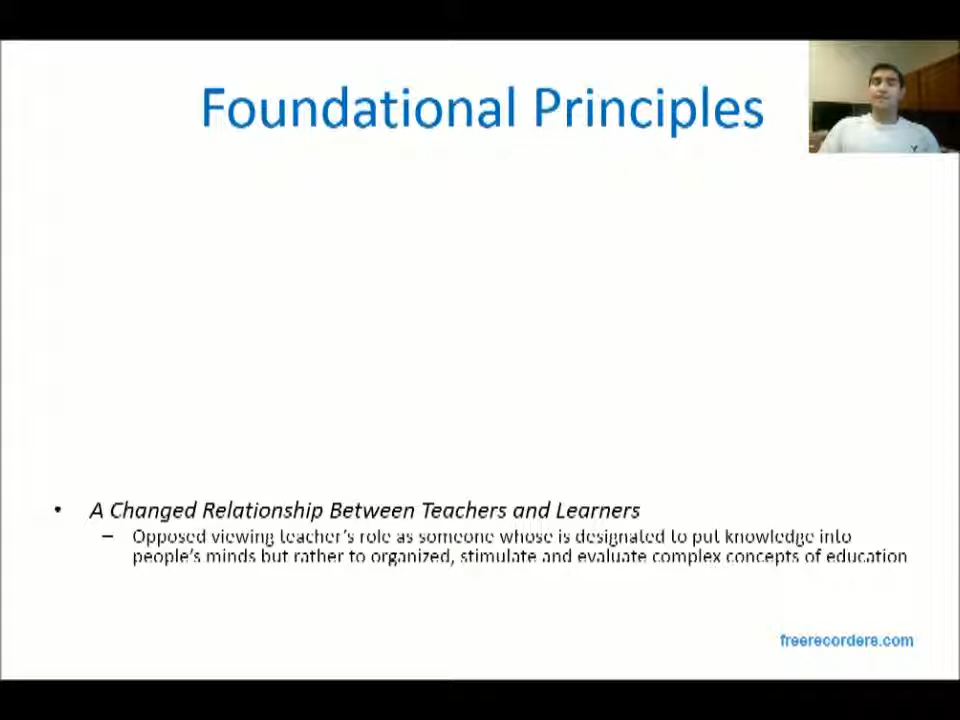 Foundational Principles
• A Changed Relationship Between Teachers and Learners
– Opposed viewing teacher's role as someone whose is designated to put knowledge into
people's minds but rather to organized, stimulate and evaluate complex concepts of education
freerecorders.com